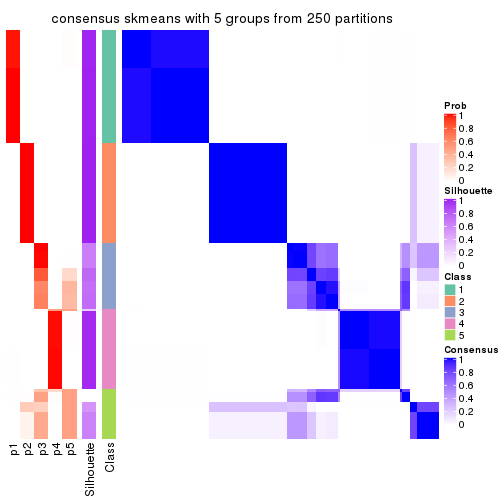 consensus skmeans with 5 groups from 250 partitions
Prob
1
0.8
0.6
0.4
0.2
0
Silhouette
1
0.8
0.6
0.4
0.2
0
Class
1
2
3
4
5
Consensus
1
0.8
0.6
0.4
0.2
0
p1
p2
p3
p4
p5
Silhouette
Class